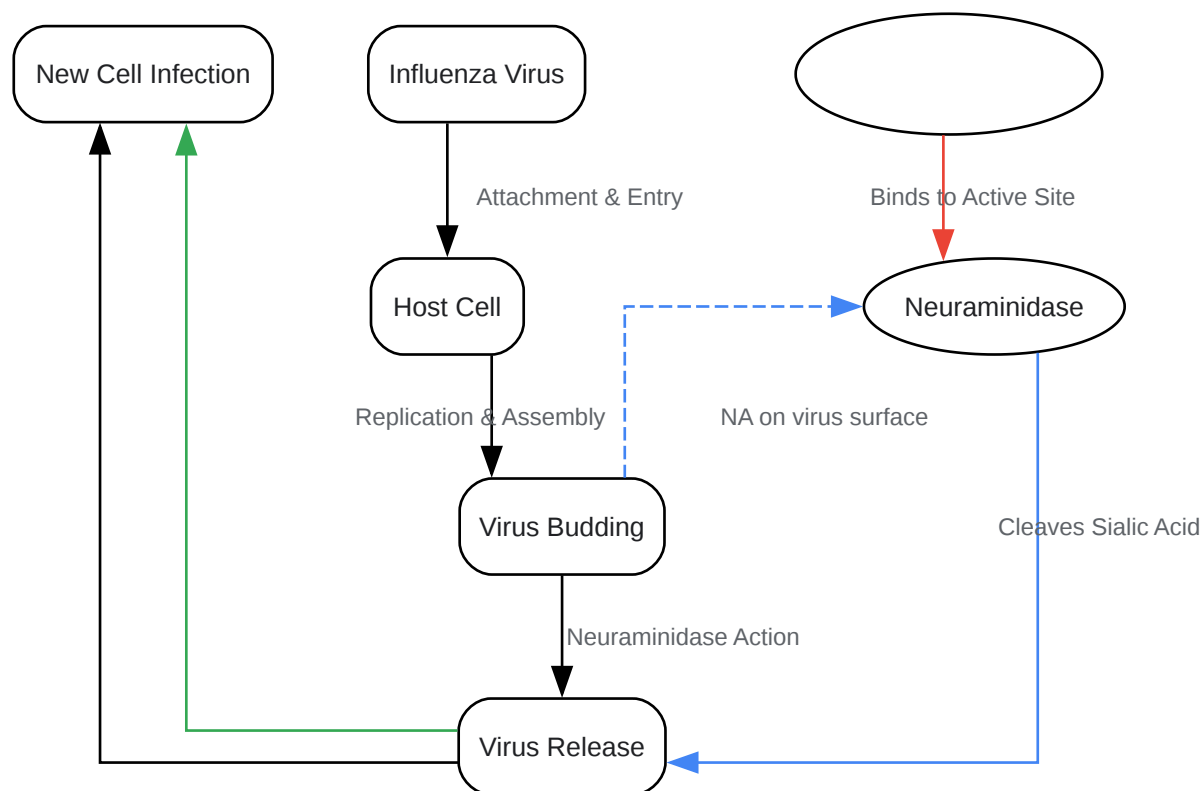 New Cell Infection
Influenza Virus
Attachment & Entry
Binds to Active Site
Host Cell
Neuraminidase
Replication & Assembly
NA on virus surface
Virus Budding
Cleaves Sialic Acid
Neuraminidase Action
Virus Release